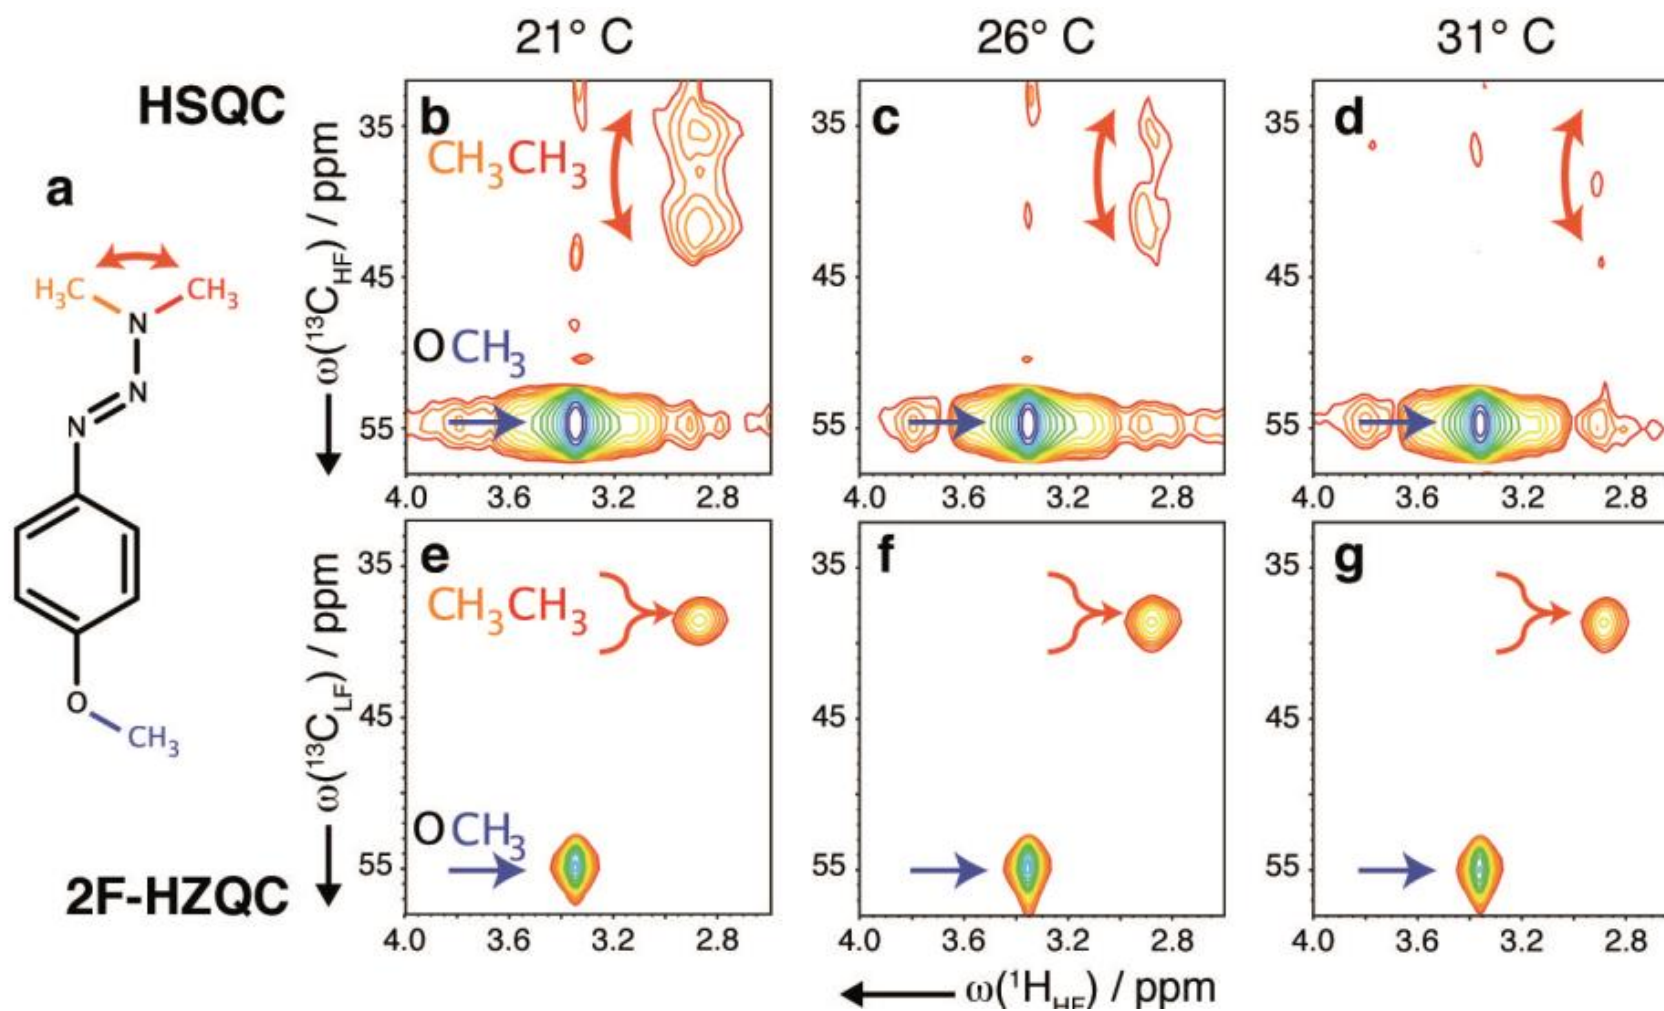 21° C 26° C 31° C
HSQC
a
H₃C CH₃
N
N
N
O
CH₃
ω(¹³C_HF) / ppm
b
CH₃CH₃
OCH₃
35
45
55
4.0 3.6 3.2 2.8
c
35
45
55
4.0 3.6 3.2 2.8
d
35
45
55
4.0 3.6 3.2 2.8
2F-HZQC
ω(¹³C_LF) / ppm
e
CH₃CH₃
OCH₃
35
45
55
4.0 3.6 3.2 2.8
f
35
45
55
4.0 3.6 3.2 2.8
g
35
45
55
4.0 3.6 3.2 2.8
ω(¹H_HF) / ppm